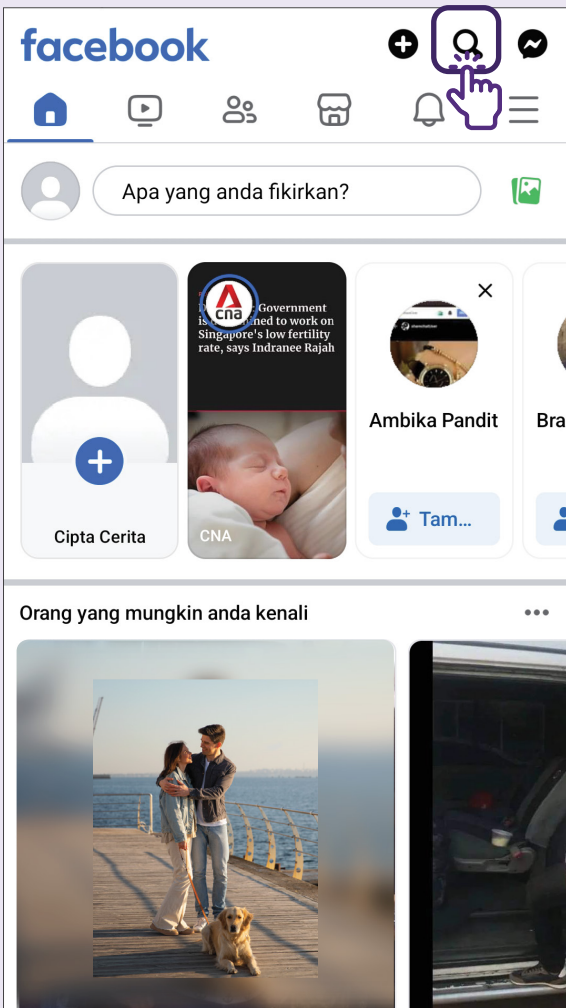 facebook
Apa yang anda fikirkan?
cna
Government
to work on
Singapore's low fertility
rate, says Indranee Rajah
CNA
Cipta Cerita
Ambika Pandit
Tam...
Bra
Orang yang mungkin anda kenali